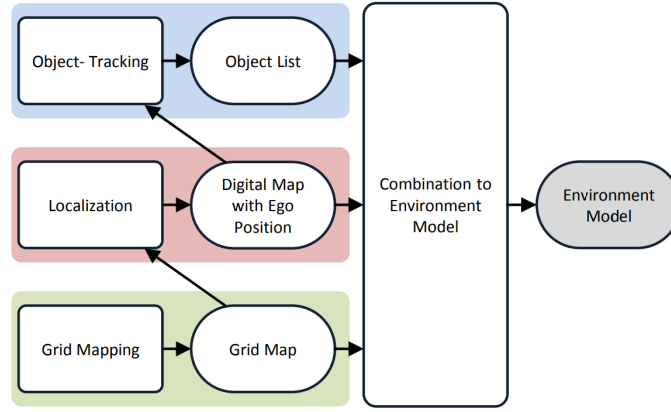 Object- Tracking
Object List
Localization
Digital Map
with Ego
Position
Grid Mapping
Grid Map
Combination to
Environment
Model
Environment
Model